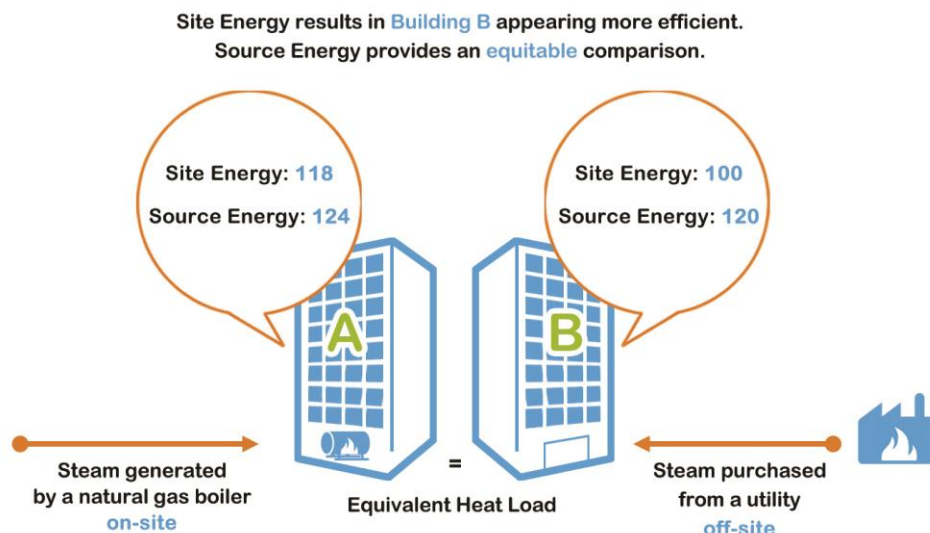 Site Energy results in Building B appearing more efficient.
Source Energy provides an equitable comparison.
Site Energy: 118
Source Energy: 124
Site Energy: 100
Source Energy: 120
A
B
Steam generated
by a natural gas boiler
on-site
=
Equivalent Heat Load
Steam purchased
from a utility
off-site